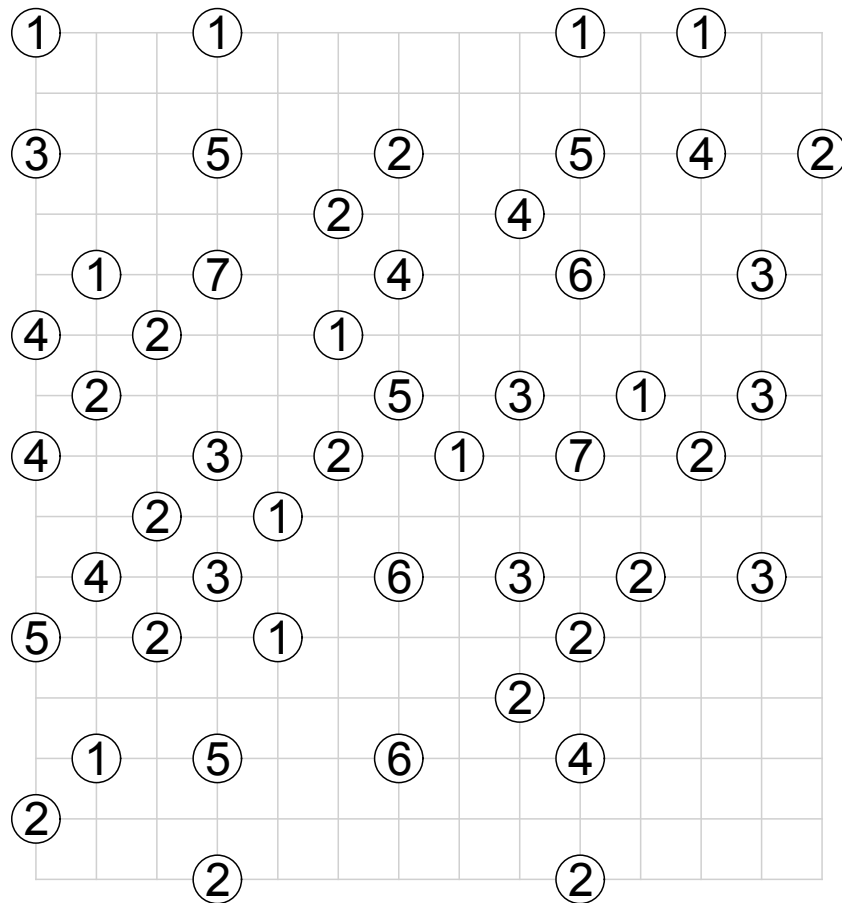 1 1 1 1
3 5 2 5 4 2
2 4
1 7 4 6 3
4 2 1
2 5 3 1 3
4 3 2 1 7 2
2 1
4 3 6 3 2 3
5 2 1 2
2
1 5 6 4
2
2 2